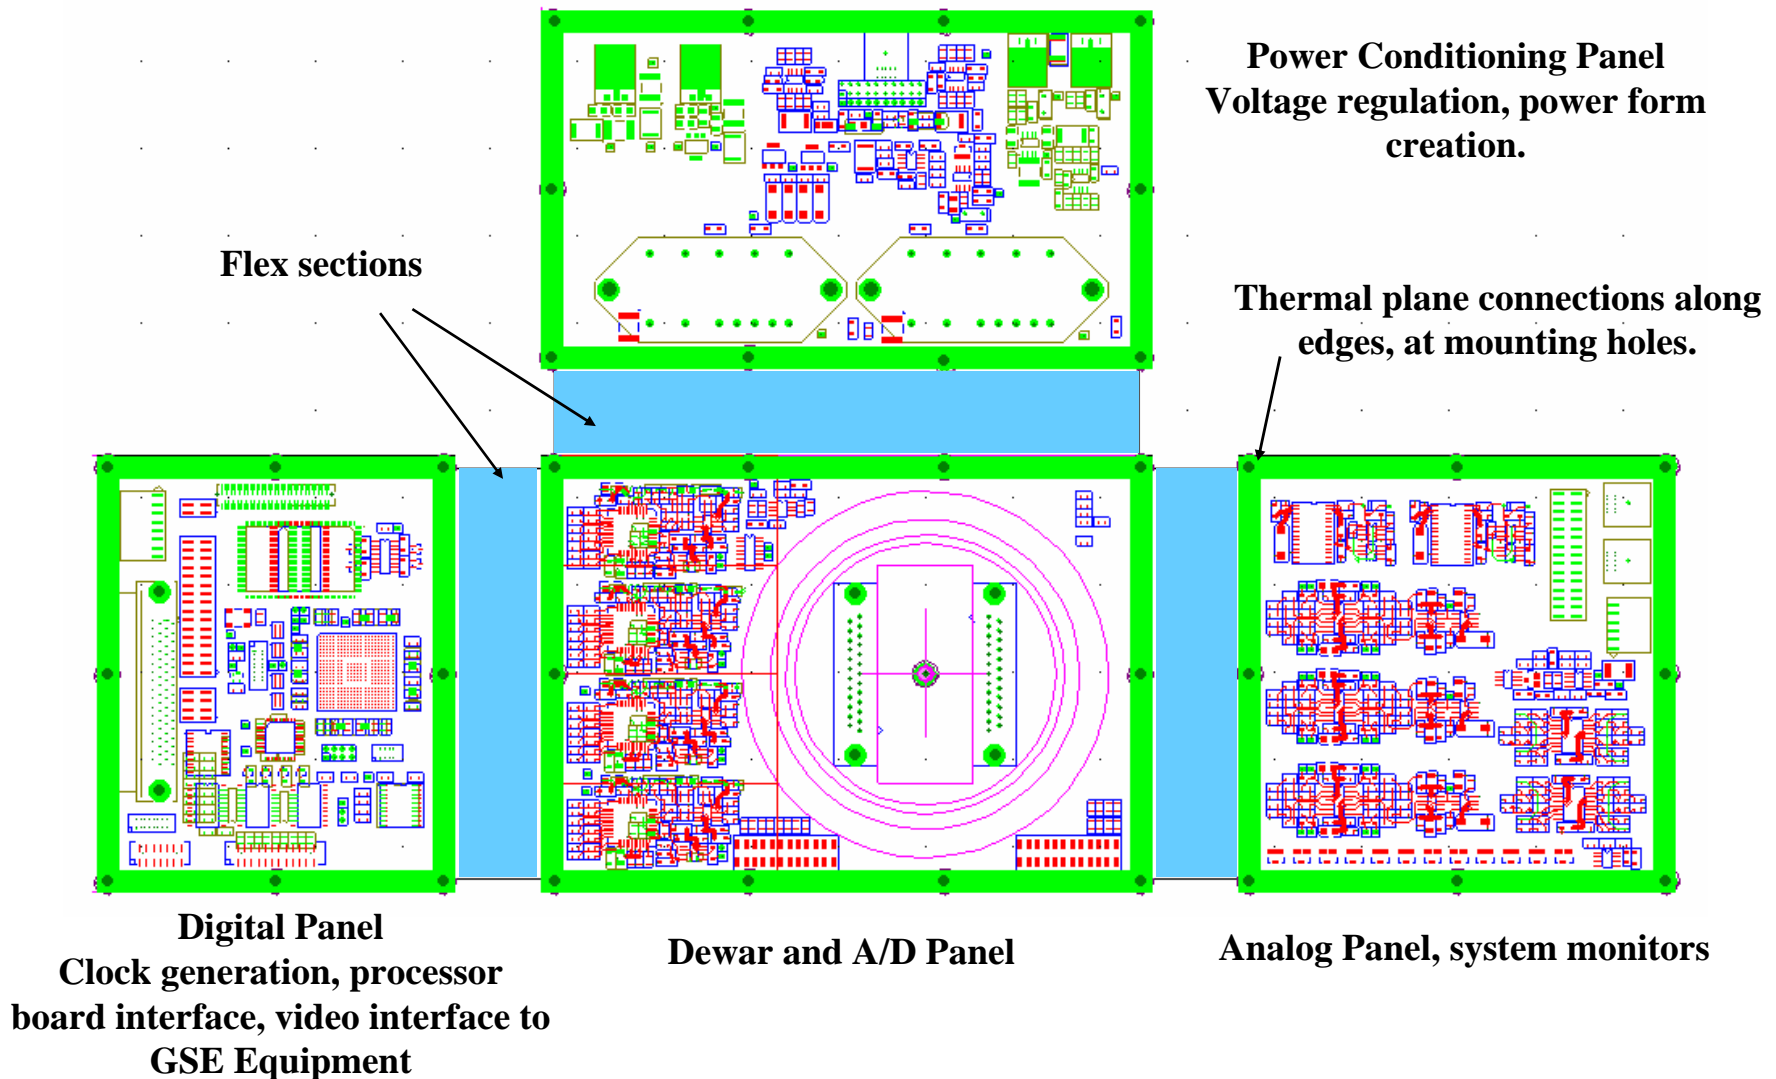 Power Conditioning Panel
Voltage regulation, power form
creation.
Flex sections
Thermal plane connections along
edges, at mounting holes.
Digital Panel
Clock generation, processor
board interface, video interface to
GSE Equipment
Dewar and A/D Panel
Analog Panel, system monitors